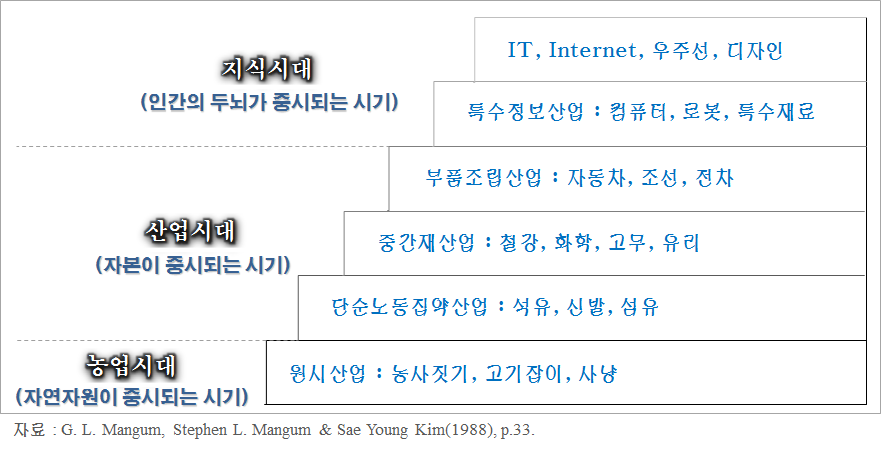 IT, Internet, 우주선, 디자인
지식시대
(인간의 두뇌가 중시되는 시기)
특수정보산업 : 컴퓨터, 로봇, 특수재료
부품조립산업 : 자동차, 조선, 전차
산업시대
(자본이 중시되는 시기)
중간재산업 : 철강, 화학, 고무, 유리
단순노동집약산업 : 석유, 신발, 섬유
농업시대
(자연자원이 중시되는 시기)
원시산업 : 농사짓기, 고기잡이, 사냥
자료 : G. L. Mangum, Stephen L. Mangum & Sae Young Kim(1988), p.33.